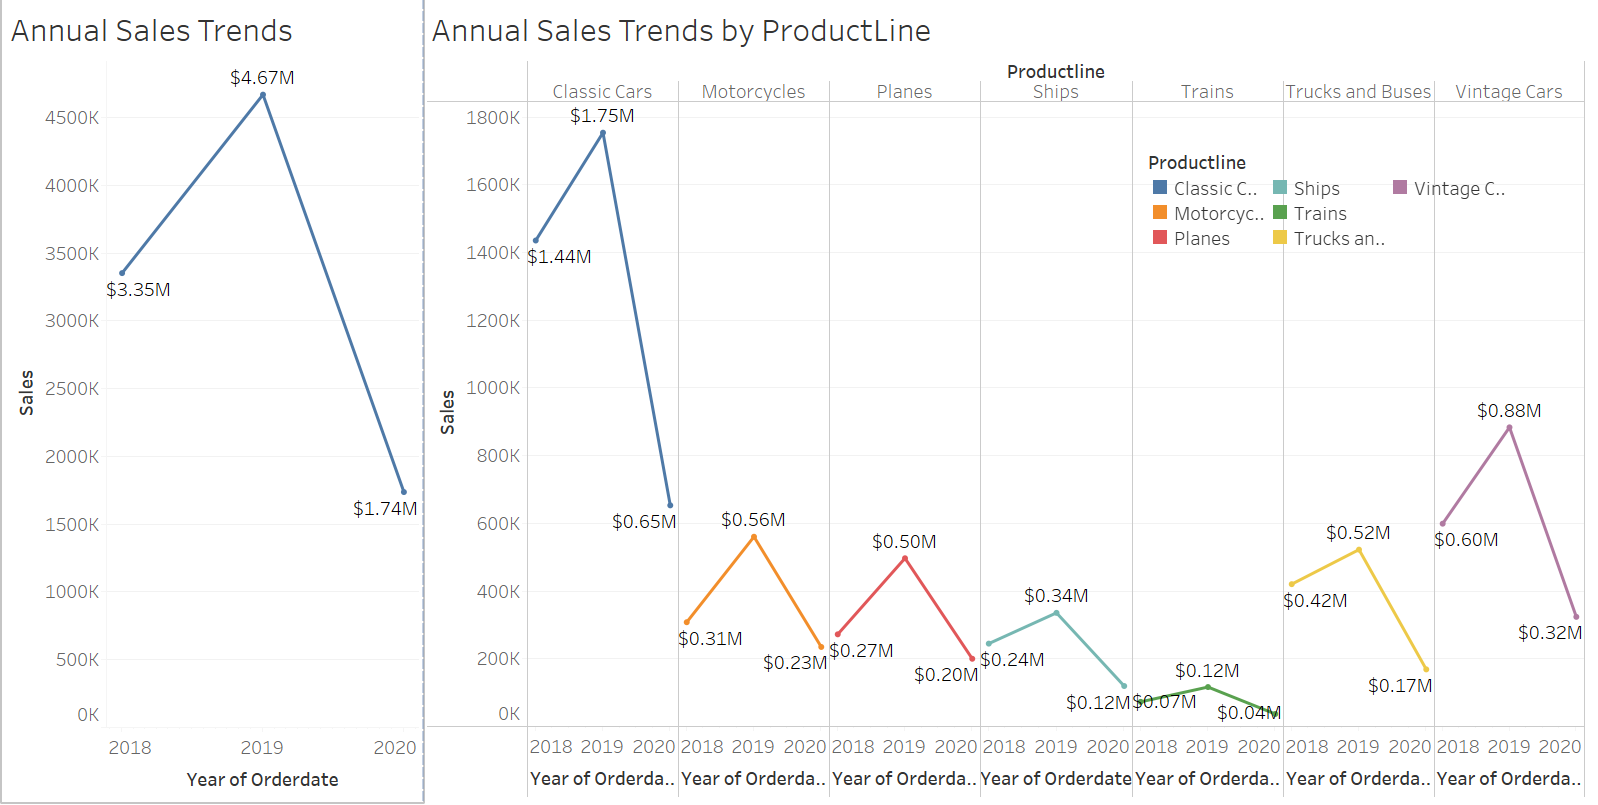 Annual Sales Trends
$4.67M
4500K
4000K
3500K
$3.35M
3000K
2500K
2000K
$1.74M
1500K
1000K
500K
0K
Sales
2018 2019 2020
Year of Orderdate
Annual Sales Trends by ProductLine
Productline
Classic Cars Motorcycles Planes Ships Trains Trucks and Buses Vintage Cars
1800K
1600K
1400K
1200K
1000K
800K
600K
400K
200K
0K
Sales
$1.75M
$1.44M
$0.65M
$0.56M
$0.31M
$0.23M
$0.50M
$0.27M
$0.20M
$0.34M
$0.24M
$0.12M
$0.12M
$0.07M
$0.04M
$0.52M
$0.42M
$0.17M
$0.88M
$0.60M
$0.32M
Productline
Classic C.. Ships Vintage C..
Motorcyc.. Trains
Planes Trucks an..
2018 2019 2020 2018 2019 2020 2018 2019 2020 2018 2019 2020 2018 2019 2020 2018 2019 2020 2018 2019 2020
Year of Orderda.. Year of Orderda.. Year of Orderda.. Year of Orderdate Year of Orderda.. Year of Orderda.. Year of Orderda..